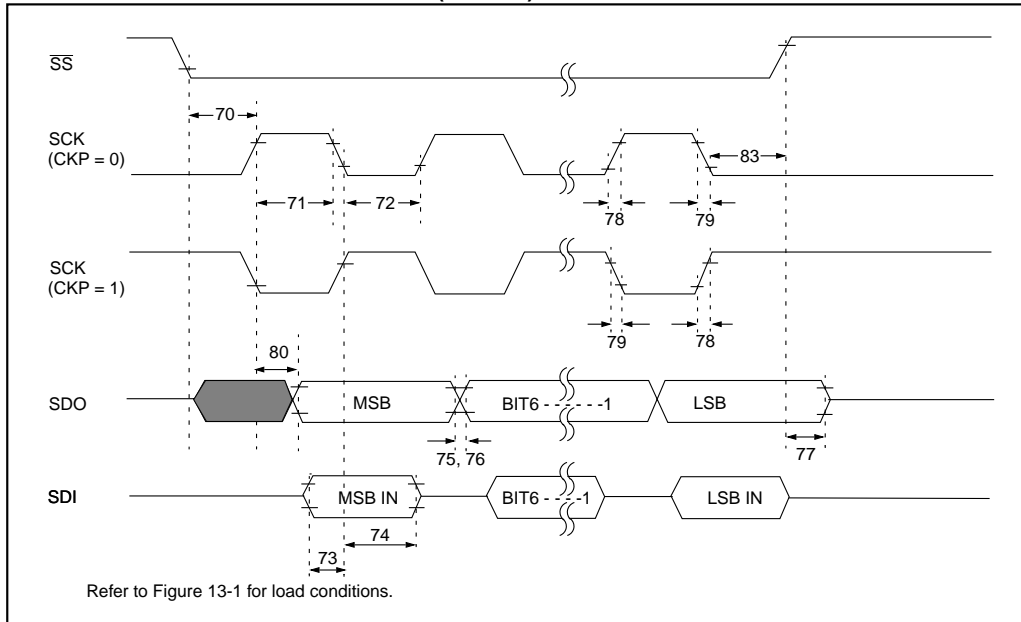 SS
70
SCK
(CKP = 0)
83
71
72
78
79
SCK
(CKP = 1)
79
78
80
SDO
MSB
BIT6 - - - - - -1
LSB
75, 76
77
SDI
MSB IN
BIT6 - - - -1
LSB IN
74
73
Refer to Figure 13-1 for load conditions.